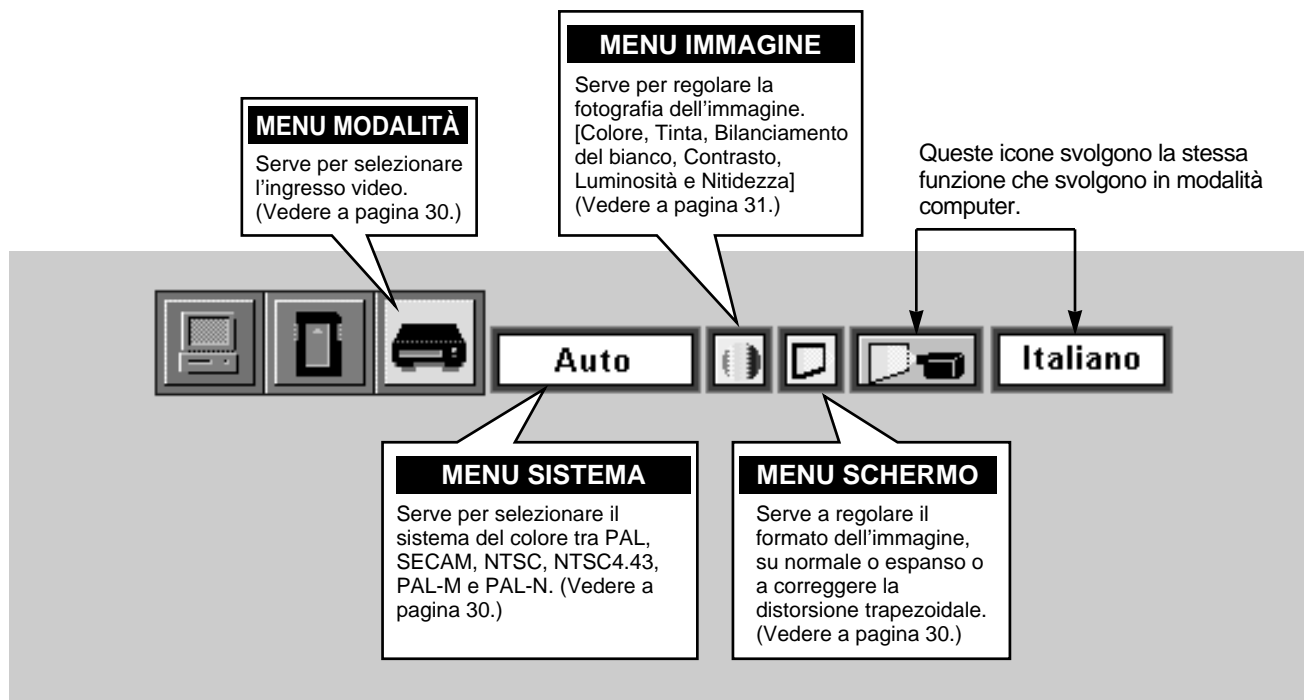 MENU IMMAGINE
Serve per regolare la
fotografia dell'immagine.
[Colore, Tinta, Bilanciamento
del bianco, Contrasto,
Luminosità e Nitidezza]
(Vedere a pagina 31.)
MENU MODALITÀ
Serve per selezionare
l'ingresso video.
(Vedere a pagina 30.)
Queste icone svolgono la stessa
funzione che svolgono in modalità
computer.
Auto
Italiano
MENU SISTEMA
Serve per selezionare il
sistema del colore tra PAL,
SECAM, NTSC, NTSC4.43,
PAL-M e PAL-N. (Vedere a
pagina 30.)
MENU SCHERMO
Serve a regolare il
formato dell'immagine,
su normale o espanso o
a correggere la
distorsione trapezoidale.
(Vedere a pagina 30.)